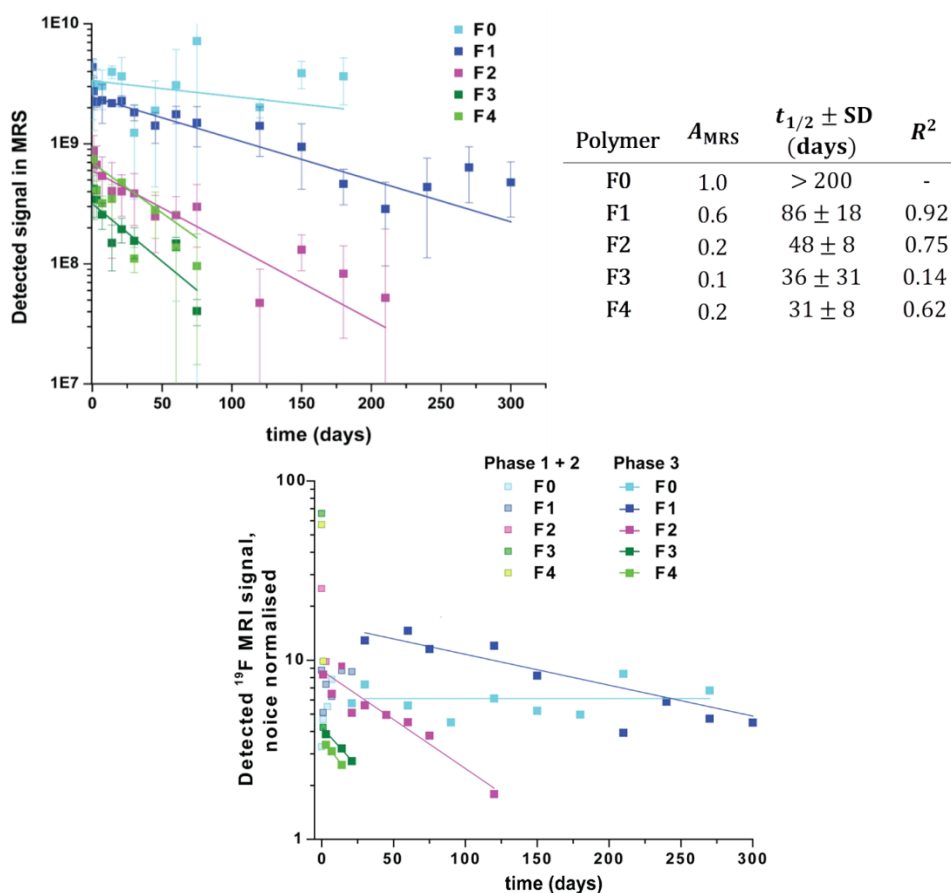 1E10
1E9
1E8
1E7
Detected signal in MRS
F0
F1
F2
F3
F4
0 50 100 150 200 250 300
time (days)
Polymer A_MRS t_1/2 ± SD (days) R²
F0 1.0 > 200 -
F1 0.6 86 ± 18 0.92
F2 0.2 48 ± 8 0.75
F3 0.1 36 ± 31 0.14
F4 0.2 31 ± 8 0.62
100
10
1
Detected ¹⁹F MRI signal,
noice normalised
Phase 1 + 2 Phase 3
F0 F0
F1 F1
F2 F2
F3 F3
F4 F4
0 50 100 150 200 250 300
time (days)